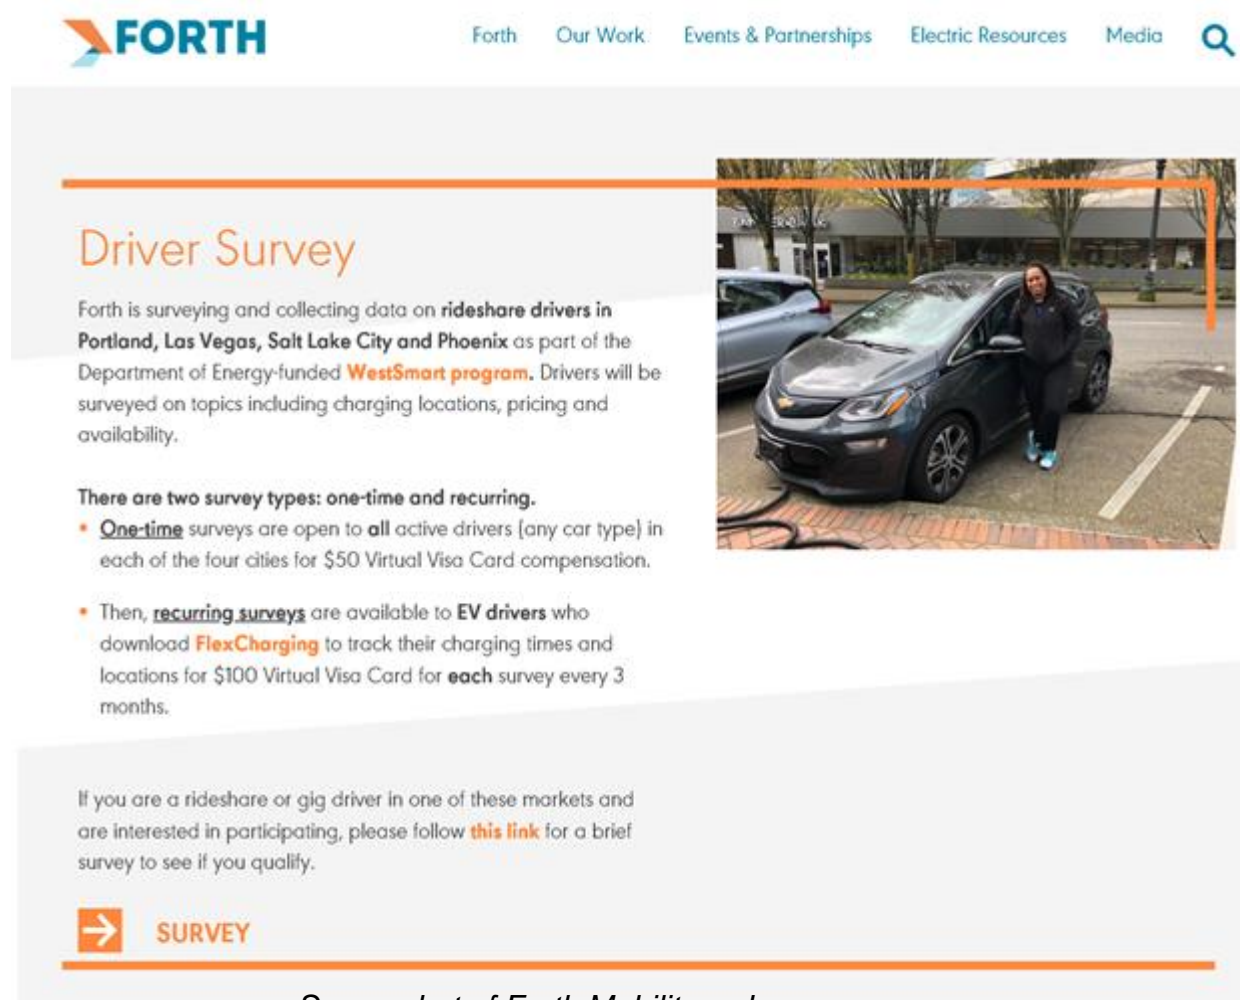 FORTH
Forth Our Work Events & Partnerships Electric Resources Media
Driver Survey
Forth is surveying and collecting data on rideshare drivers in
Portland, Las Vegas, Salt Lake City and Phoenix as part of the
Department of Energy-funded WestSmart program. Drivers will be
surveyed on topics including charging locations, pricing and
availability.
There are two survey types: one-time and recurring.
• One-time surveys are open to all active drivers (any car type) in
each of the four cities for $50 Virtual Visa Card compensation.
• Then, recurring surveys are available to EV drivers who
download FlexCharging to track their charging times and
locations for $100 Virtual Visa Card for each survey every 3
months.
If you are a rideshare or gig driver in one of these markets and
are interested in participating, please follow this link for a brief
survey to see if you qualify.
SURVEY